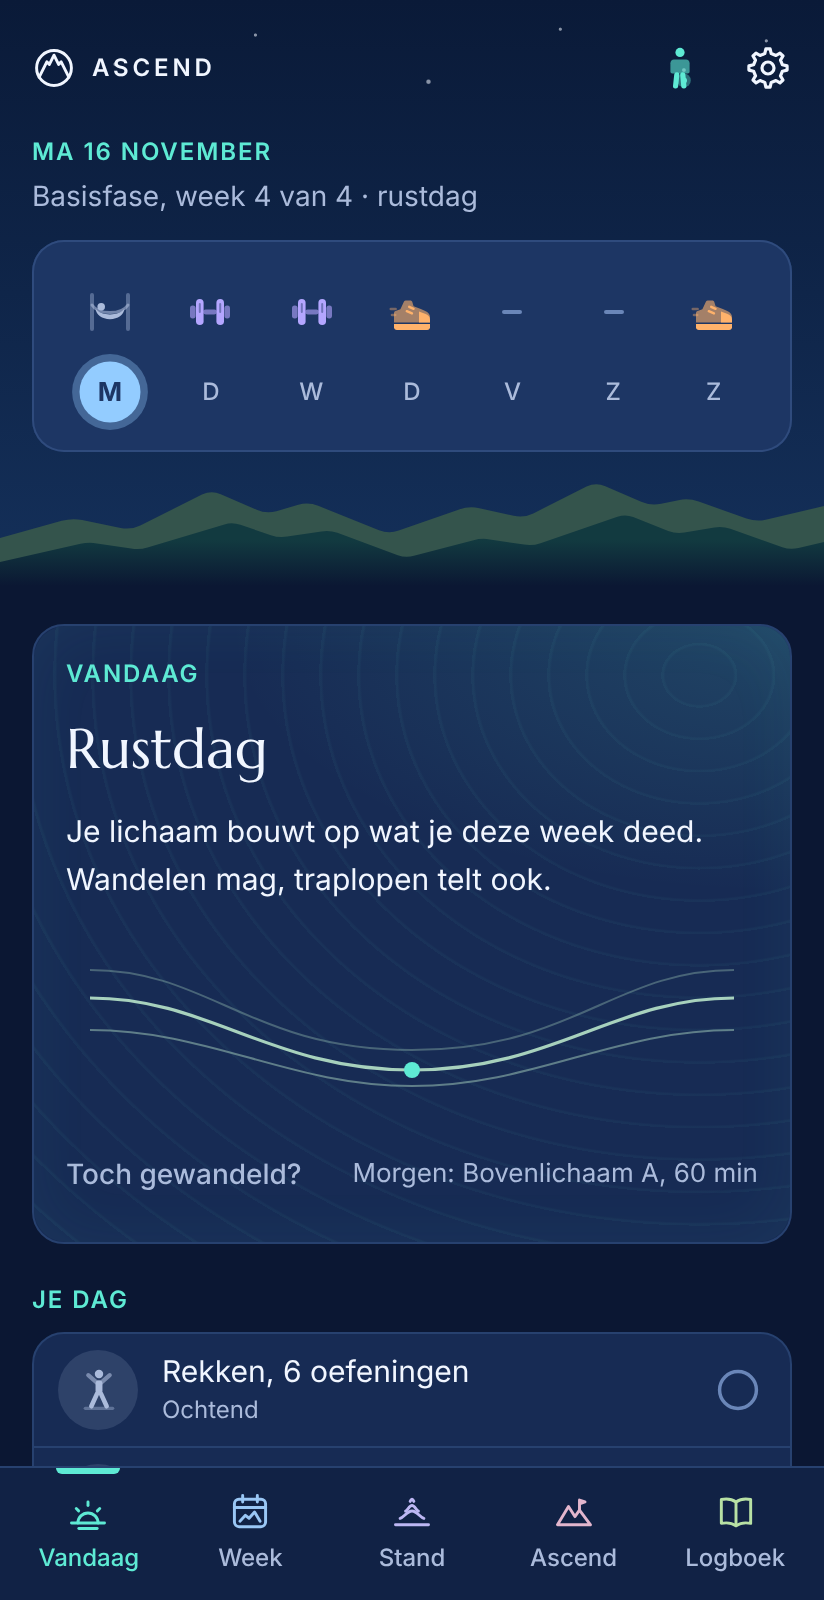 ASCEND
MA 16 NOVEMBER
Basisfase, week 4 van 4 · rustdag
M D W D V Z Z
VANDAAG
Rustdag
Je lichaam bouwt op wat je deze week deed.
Wandelen mag, traplopen telt ook.
Toch gewandeld? Morgen: Bovenlichaam A, 60 min
JE DAG
Rekken, 6 oefeningen
Ochtend
Vandaag Week Stand Ascend Logboek